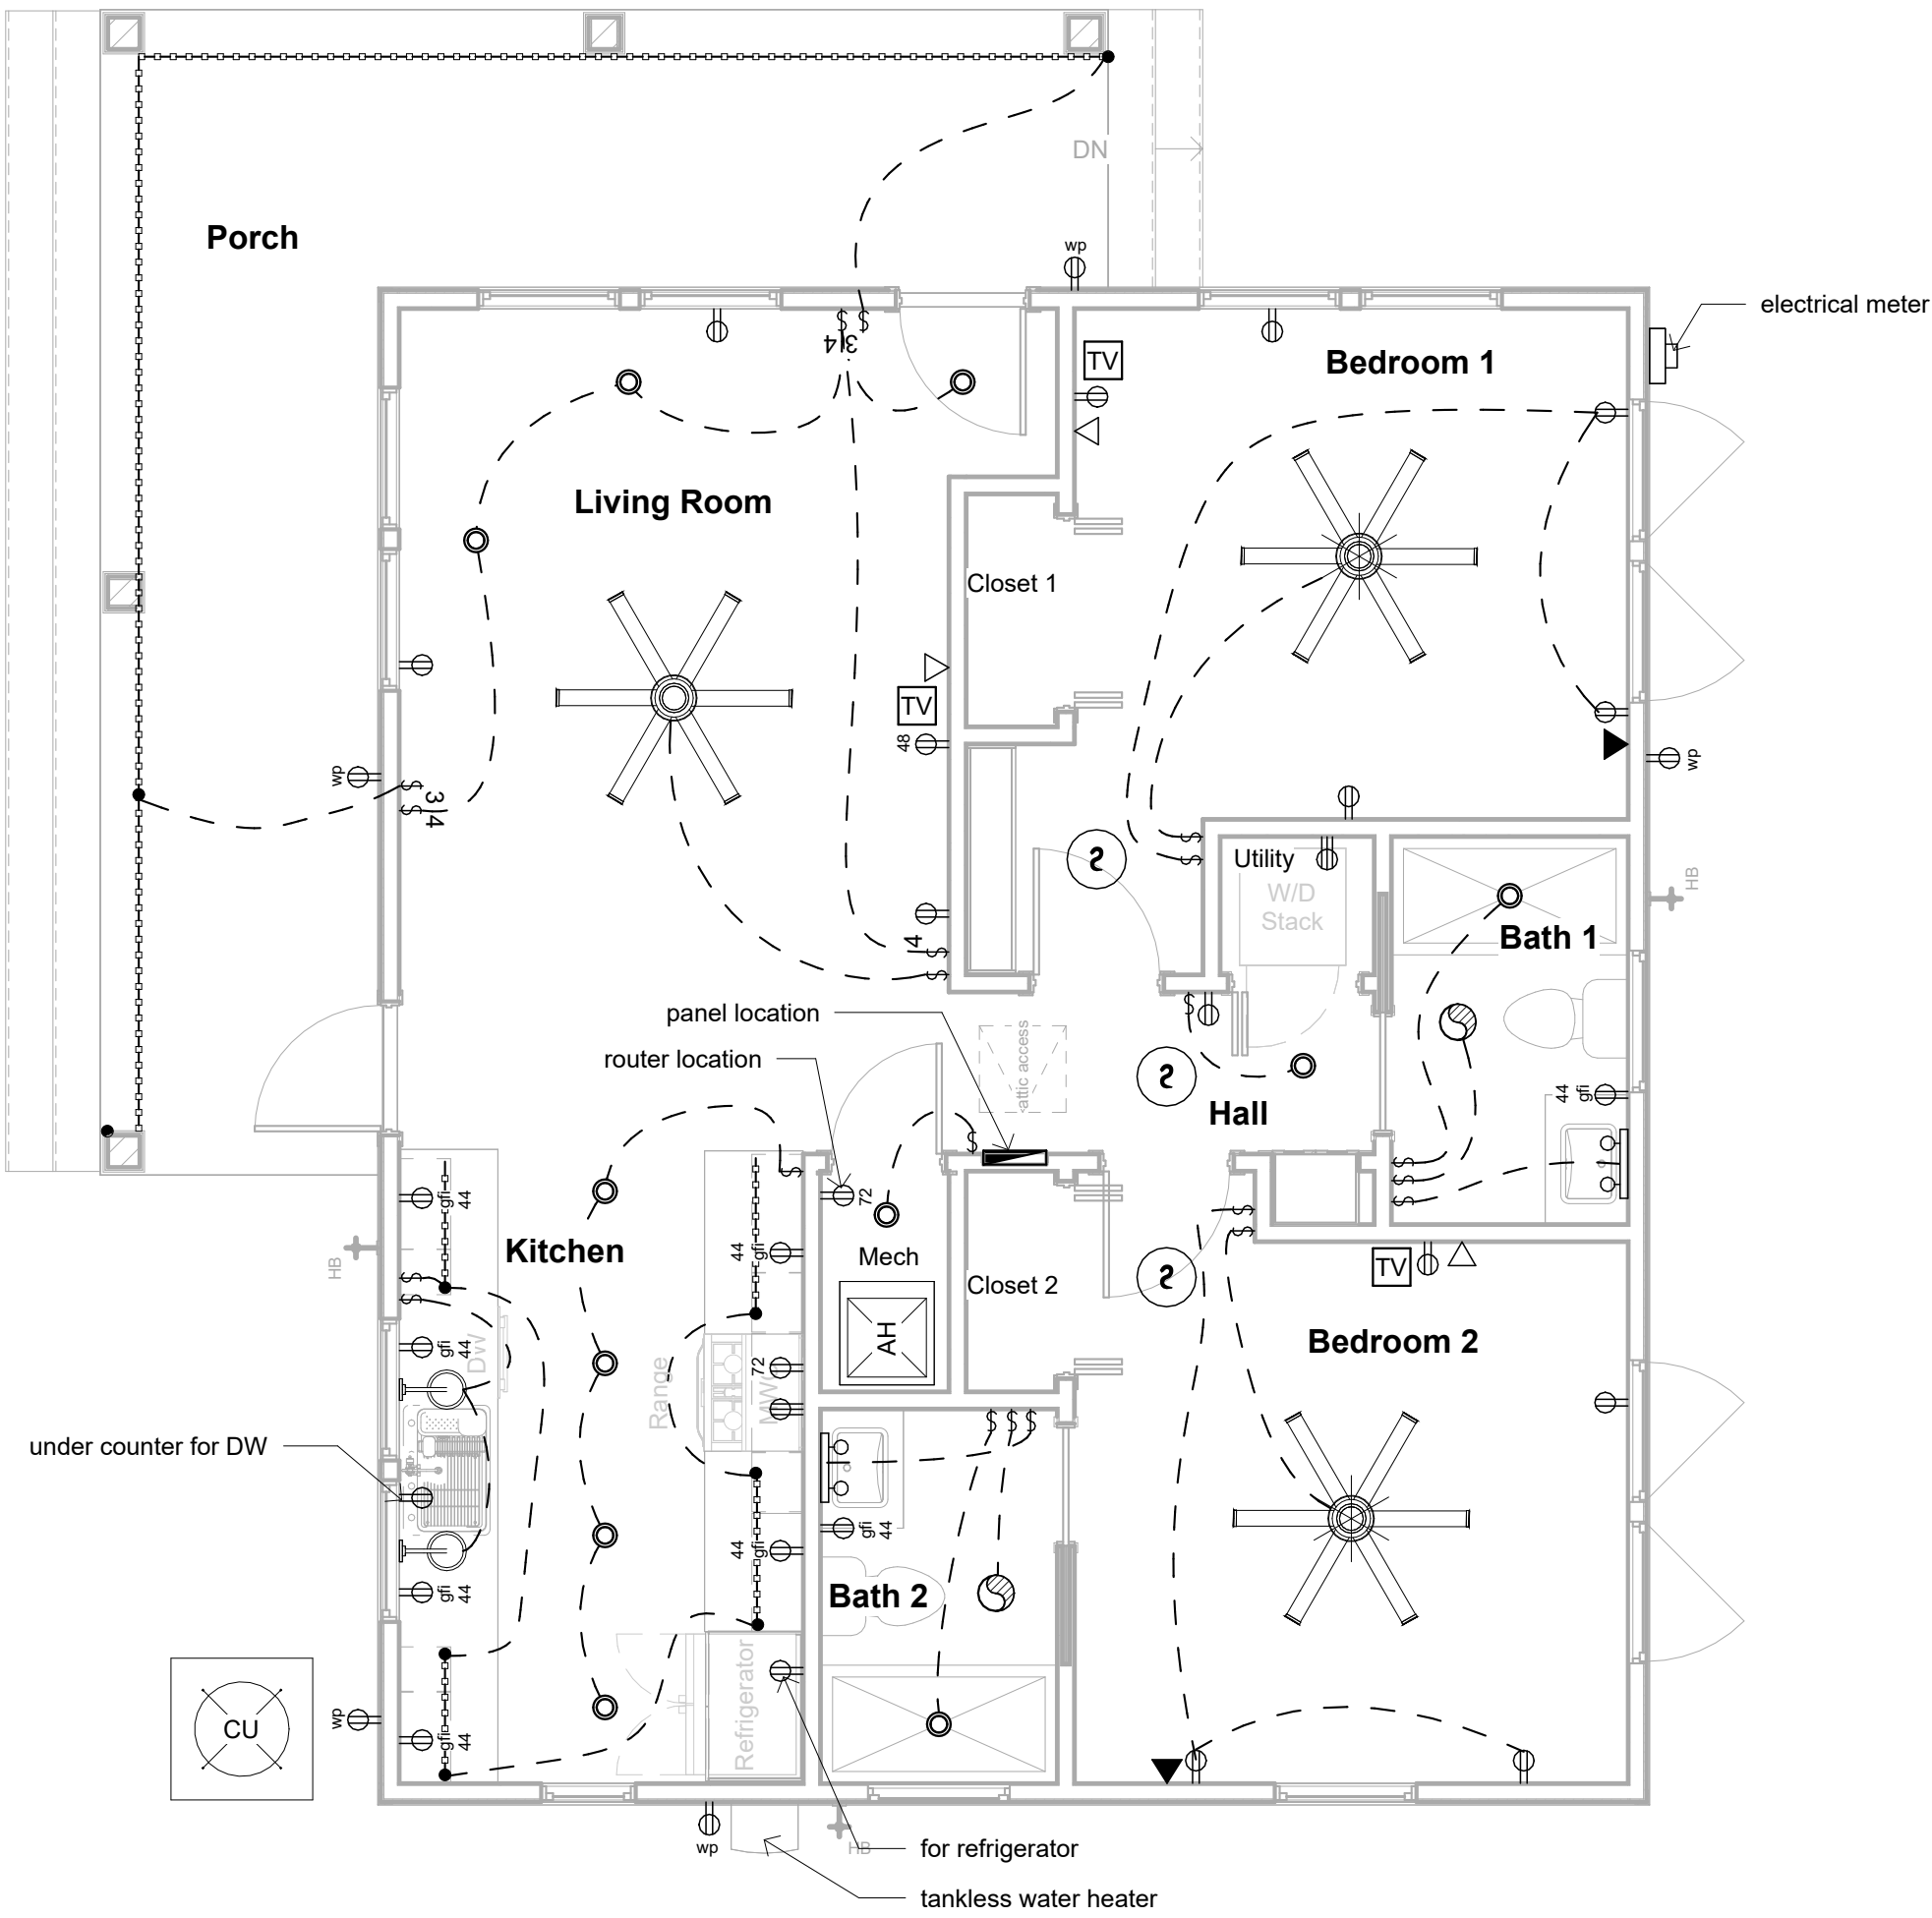 DN
Porch
wp
electrical meter
3
4
TV
Bedroom 1
Living Room
Closet 1
TV
48
wp
3
4
wp
Utility
W/D
Stack
HB
4
Bath 1
panel location
router location
attic access
44
gfi
Hall
gfi
44
72
Kitchen
44
gfi
Mech
HB
TV
Closet 2
gfi
44
DW
AH
Bedroom 2
Range
72
under counter for DW
gfi
44
44
gfi
gfi
44
Bath 2
Refrigerator
CU
wp
gfi
44
wp
HB
for refrigerator
tankless water heater